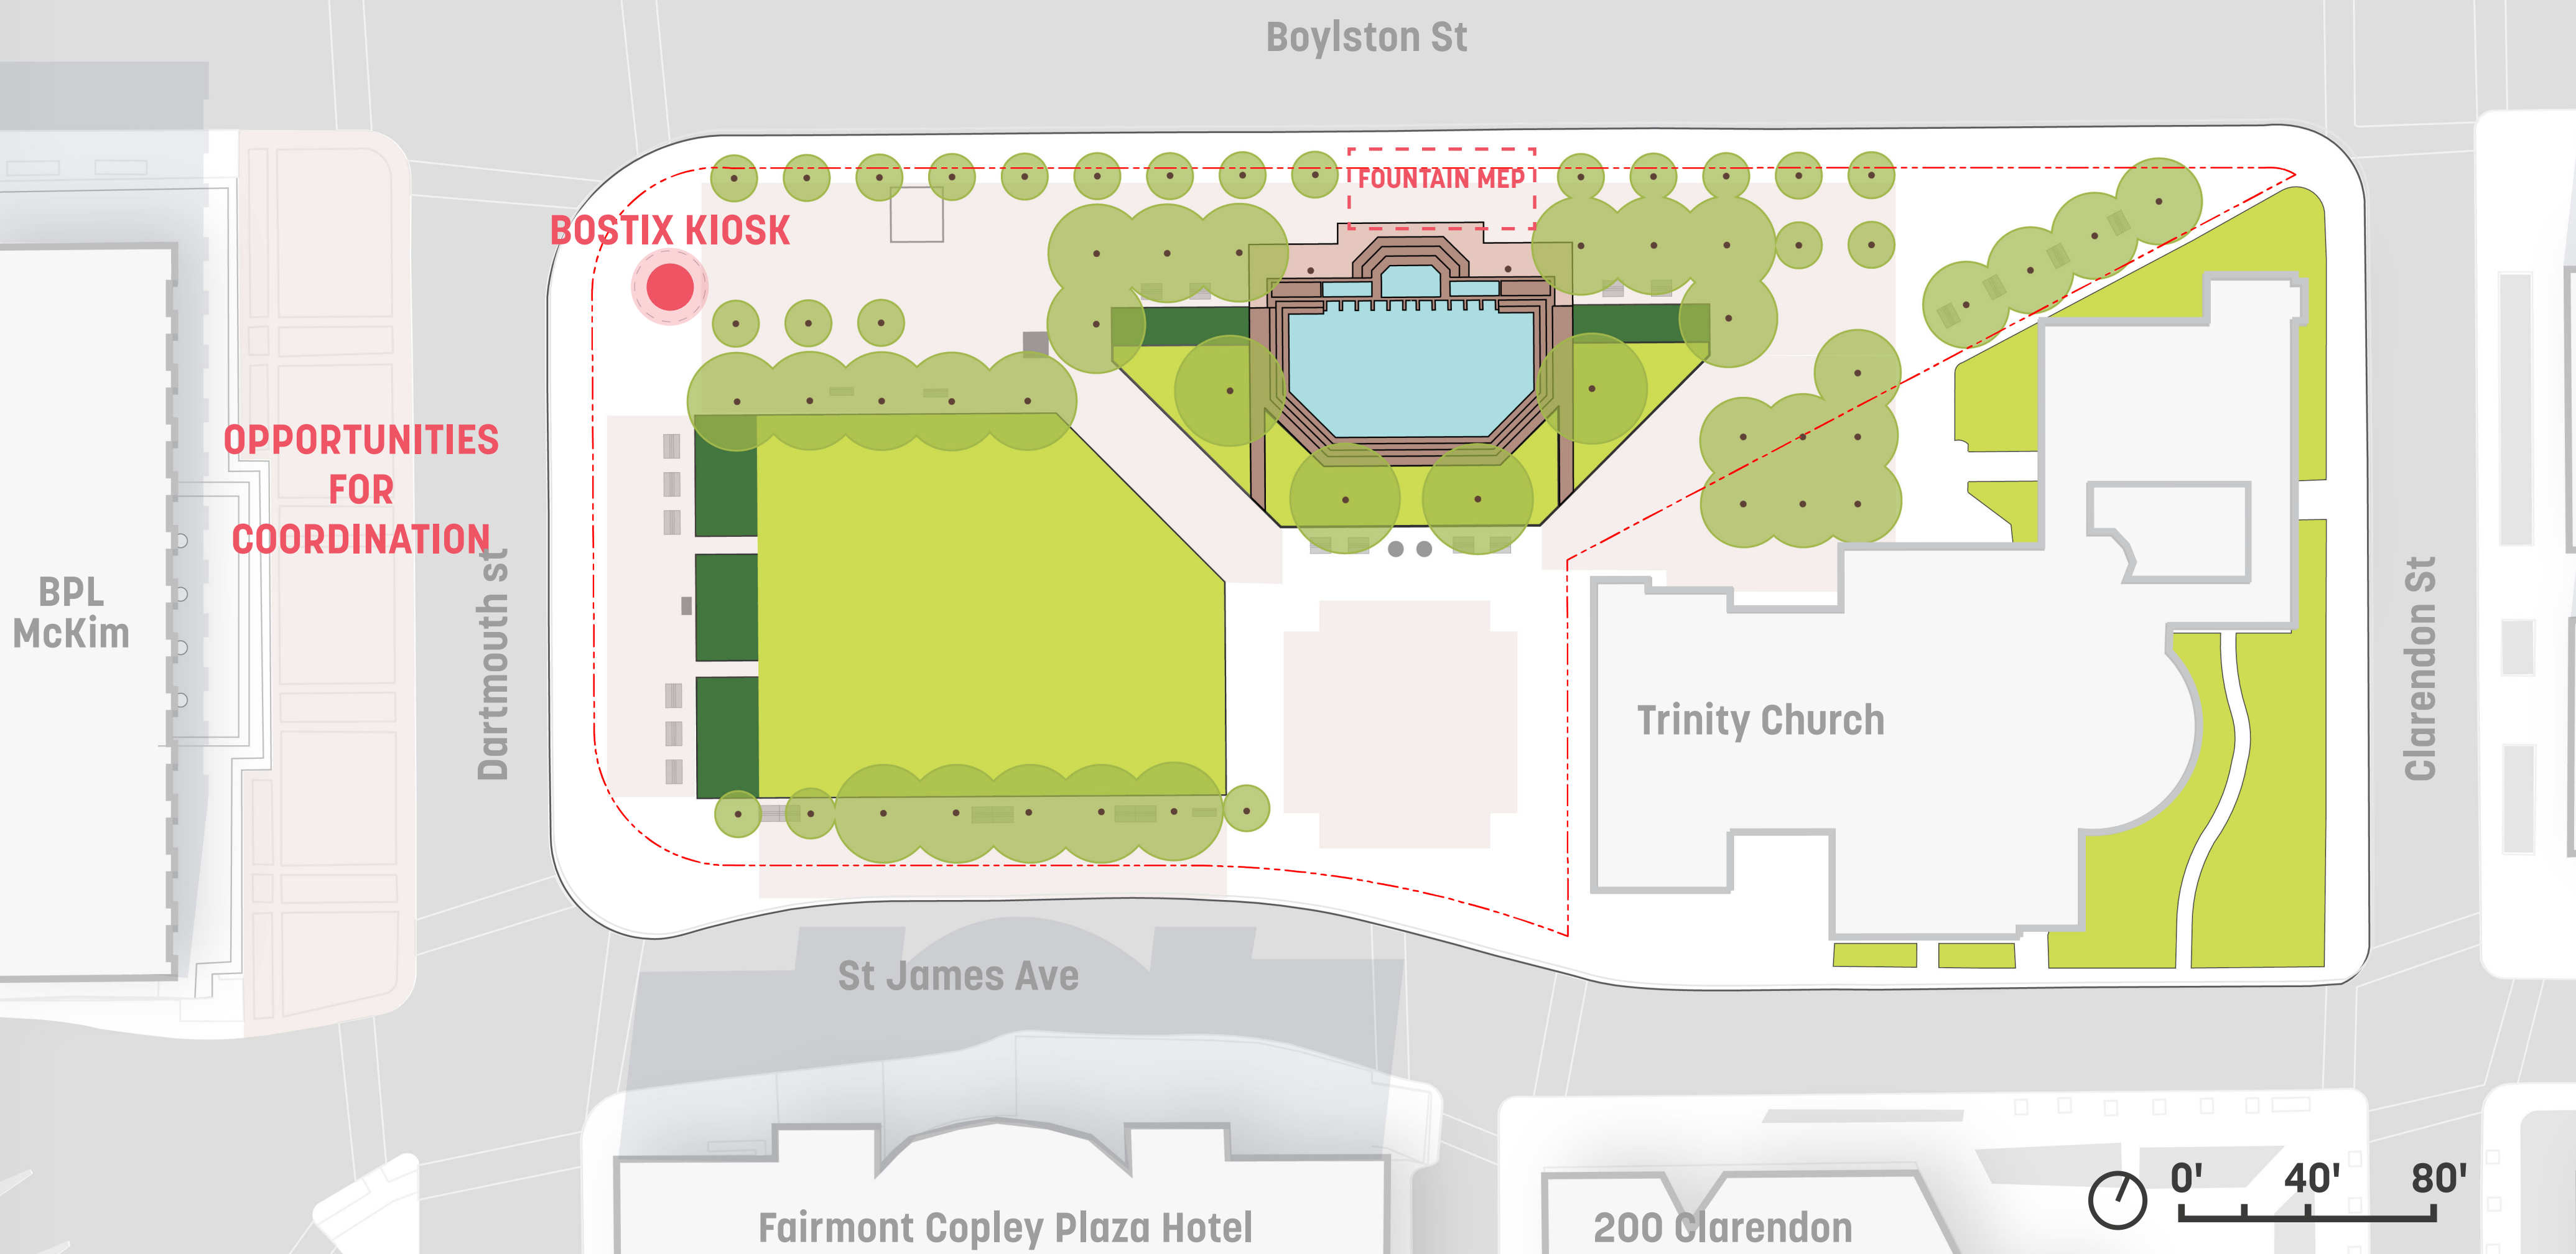 Boylston St
FOUNTAIN MEP
BOSTIX KIOSK
OPPORTUNITIES
FOR
COORDINATION
BPL
McKim
Dartmouth st
Trinity Church
Clarendon St
St James Ave
Fairmont Copley Plaza Hotel
200 Clarendon
0' 40' 80'